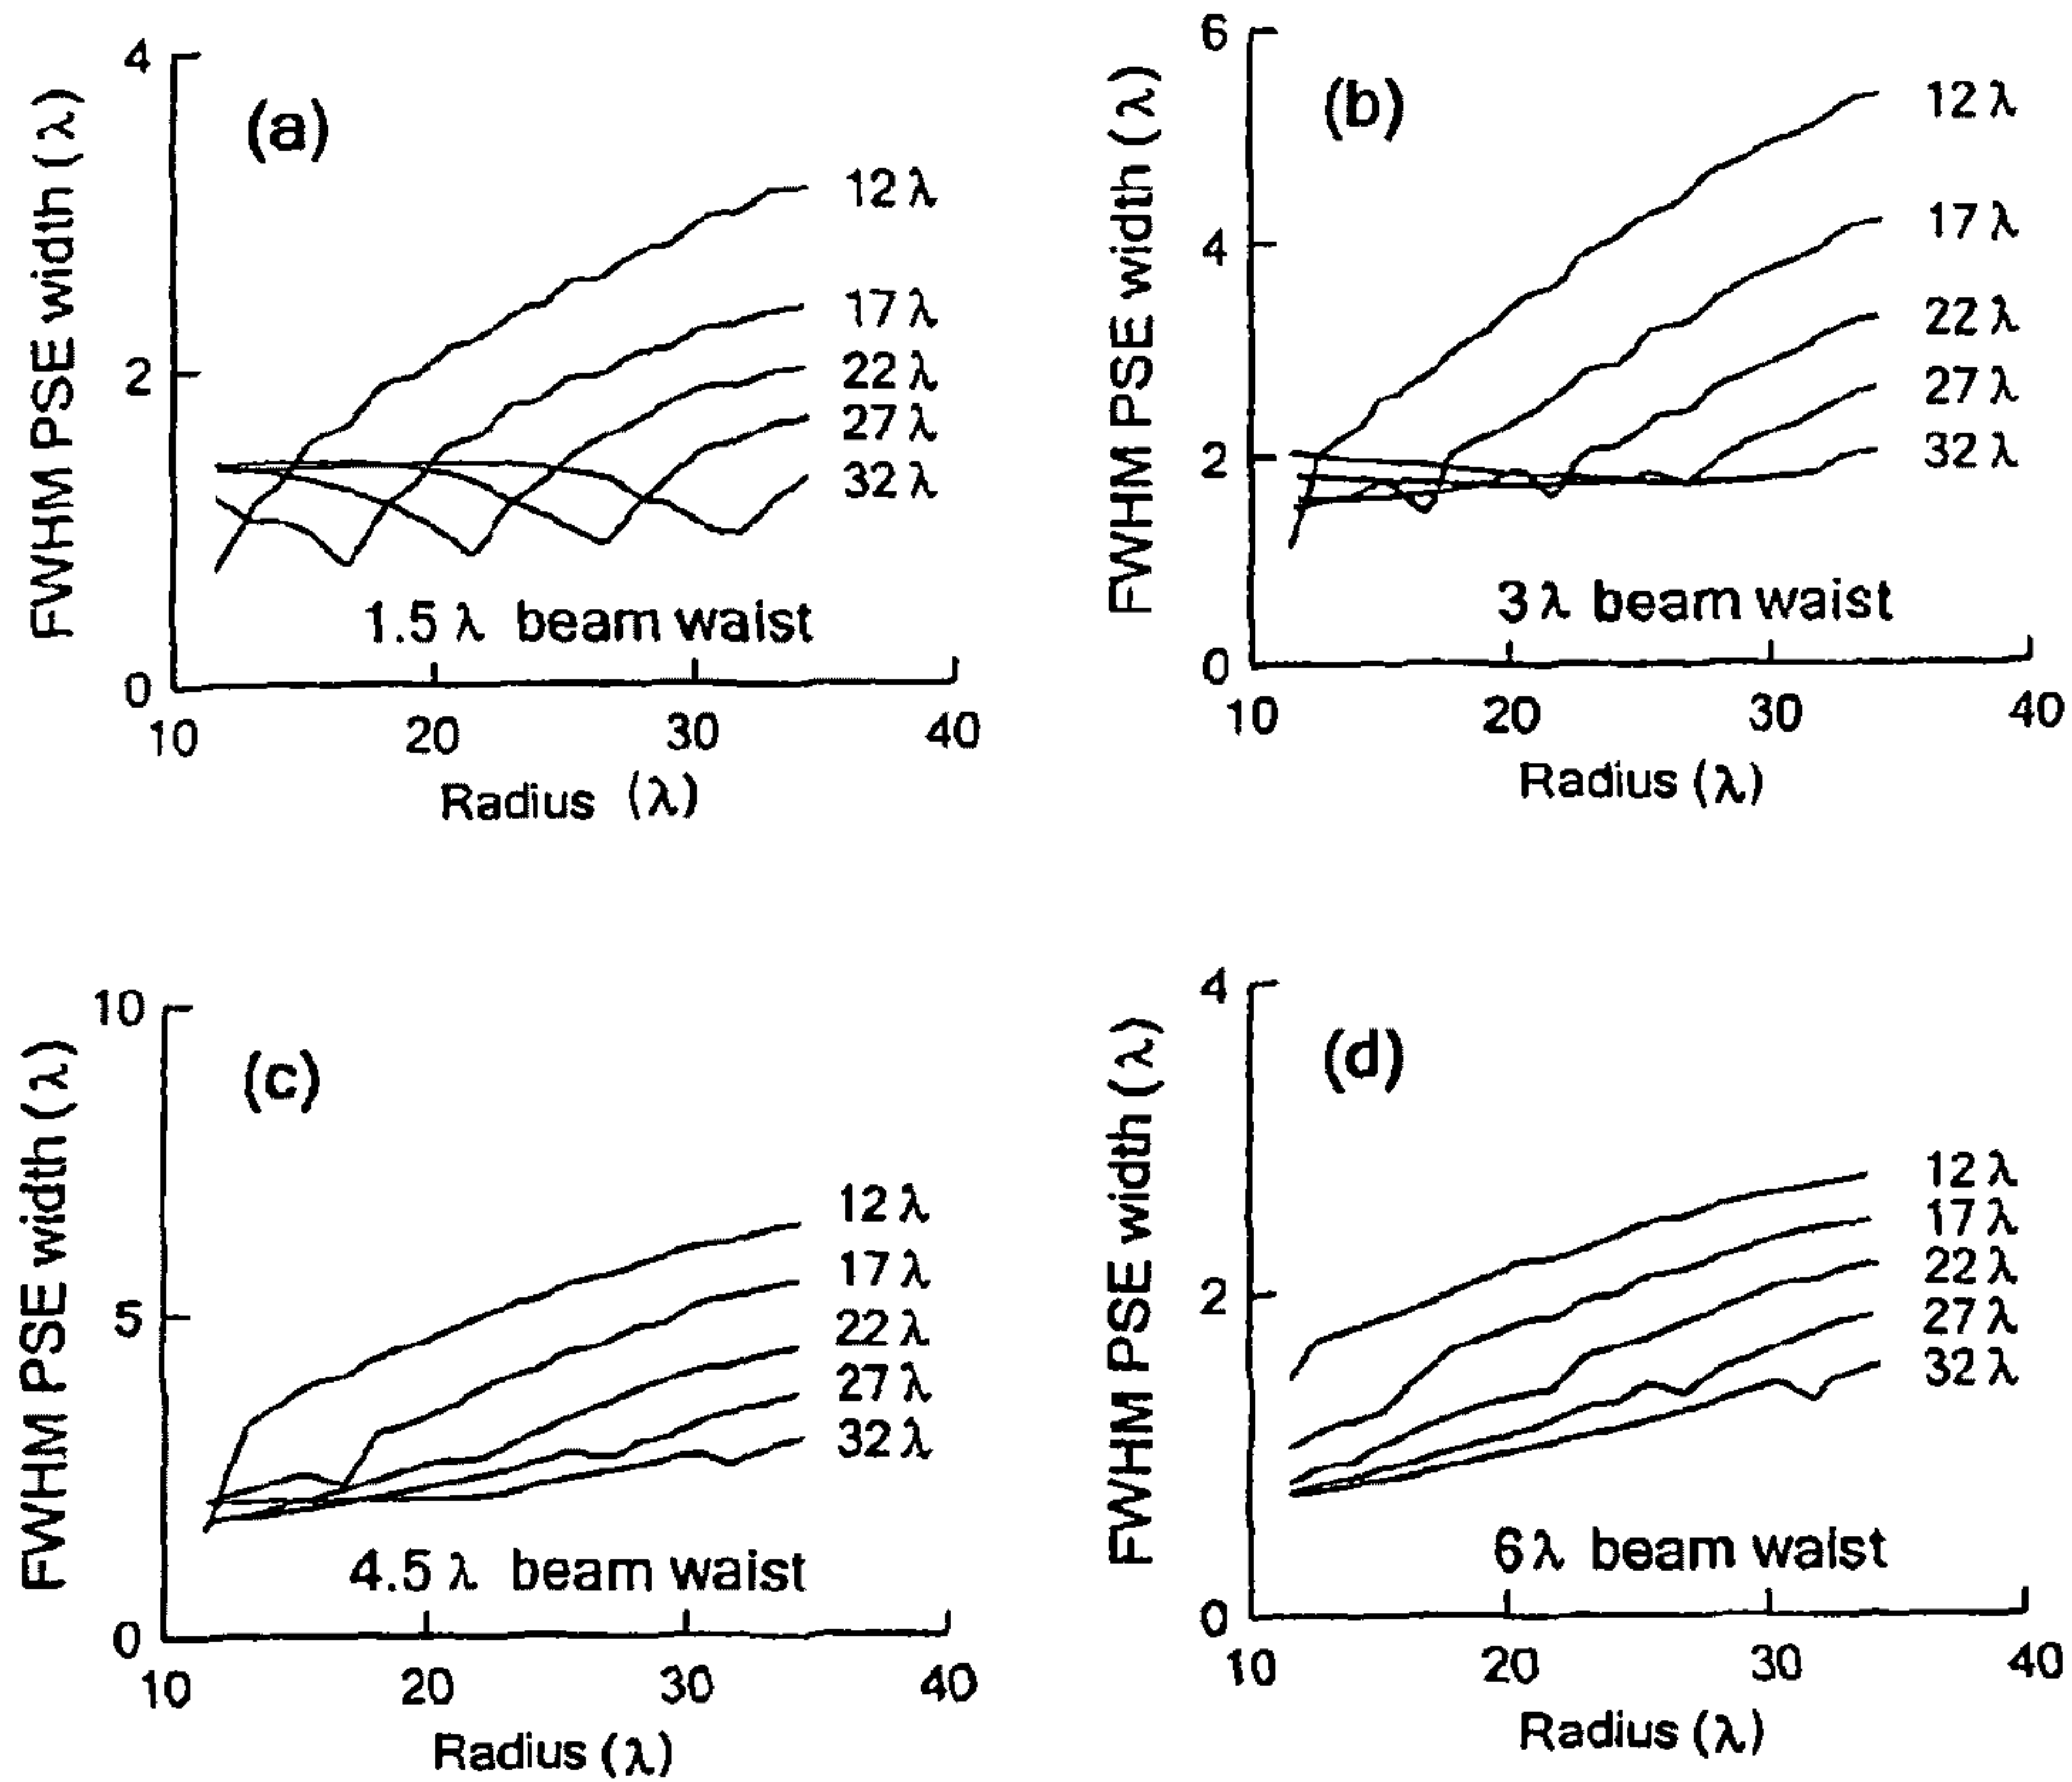 FWHM PSE width (λ)
4
2
0
(a)
12 λ
17 λ
22 λ
27 λ
32 λ
1.5 λ beam waist
10 20 30 40
Radius (λ)
FWHM PSE width (λ)
6
4
2
0
(b)
12 λ
17 λ
22 λ
27 λ
32 λ
3 λ beam waist
10 20 30 40
Radius (λ)
FWHM PSE width (λ)
10
5
0
(c)
12 λ
17 λ
22 λ
27 λ
32 λ
4.5 λ beam waist
10 20 30 40
Radius (λ)
FWHM PSE width (λ)
4
2
0
(d)
12 λ
17 λ
22 λ
27 λ
32 λ
6 λ beam waist
10 20 30 40
Radius (λ)